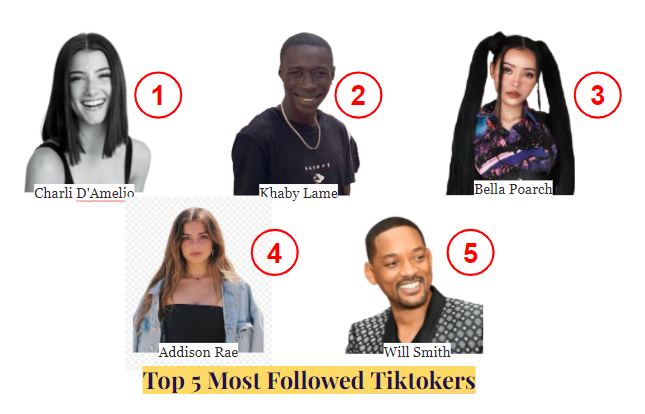 1
2
3
Charli D'Amelio
Khaby Lame
Bella Poarch
4
5
Addison Rae
Will Smith
Top 5 Most Followed Tiktokers